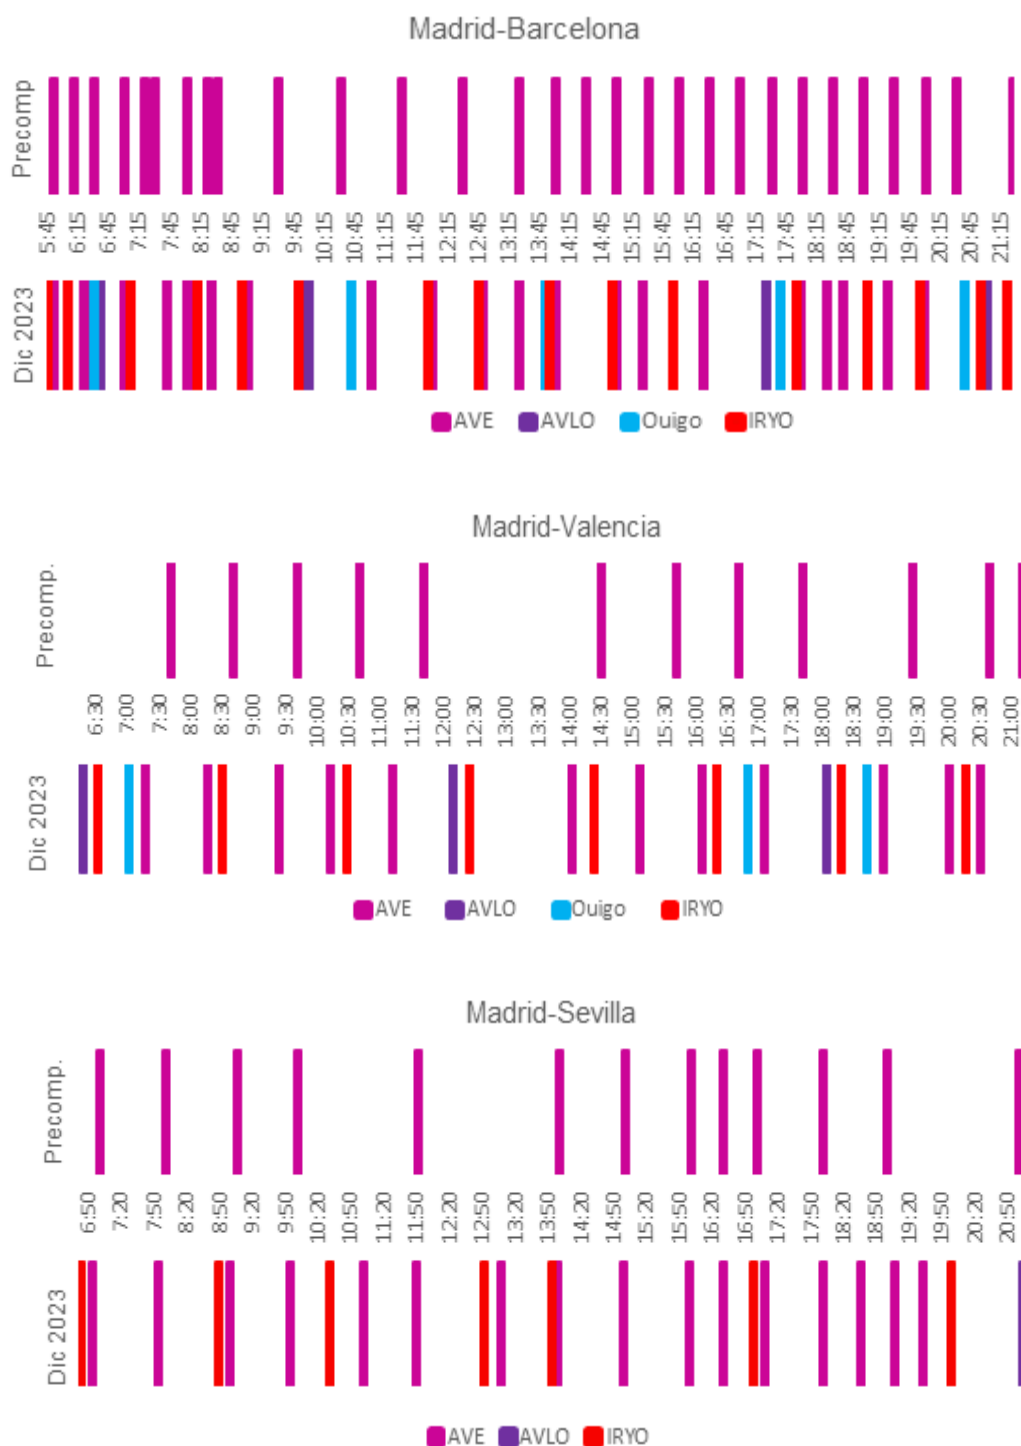 Madrid-Barcelona
Precomp
5:45 6:15 6:45 7:15 7:45 8:15 8:45 9:15 9:45 10:15 10:45 11:15 11:45 12:15 12:45 13:15 13:45 14:15 14:45 15:15 15:45 16:15 16:45 17:15 17:45 18:15 18:45 19:15 19:45 20:15 20:45 21:15
Dic 2023
AVE AVLO Ouigo IRYO
Madrid-Valencia
Precomp.
6:30 7:00 7:30 8:00 8:30 9:00 9:30 10:00 10:30 11:00 11:30 12:00 12:30 13:00 13:30 14:00 14:30 15:00 15:30 16:00 16:30 17:00 17:30 18:00 18:30 19:00 19:30 20:00 20:30 21:00
Dic 2023
AVE AVLO Ouigo IRYO
Madrid-Sevilla
Precomp.
6:50 7:20 7:50 8:20 8:50 9:20 9:50 10:20 10:50 11:20 11:50 12:20 12:50 13:20 13:50 14:20 14:50 15:20 15:50 16:20 16:50 17:20 17:50 18:20 18:50 19:20 19:50 20:20 20:50
Dic 2023
AVE AVLO IRYO